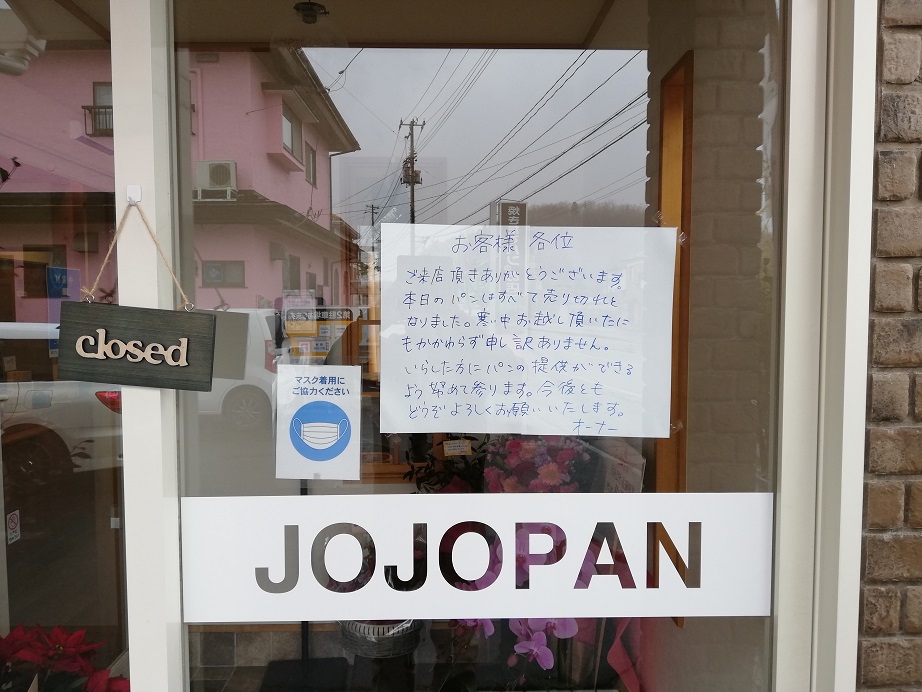 closed
お客様 各位
ご来店頂きありがとうございます。
本日のパンはすべて売り切れと
なりました。寒い中お越し頂いたに
もかかわらず申し訳ありません。
いらした方にパンの提供ができる
よう努めて参ります。今後とも
どうぞよろしくお願いいたします。
オーナー
マスク着用に
ご協力ください
JOJOPAN